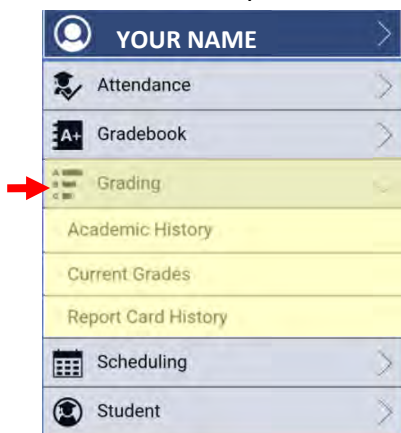 YOUR NAME
Attendance
A+ Gradebook
Grading
Academic History
Current Grades
Report Card History
Scheduling
Student